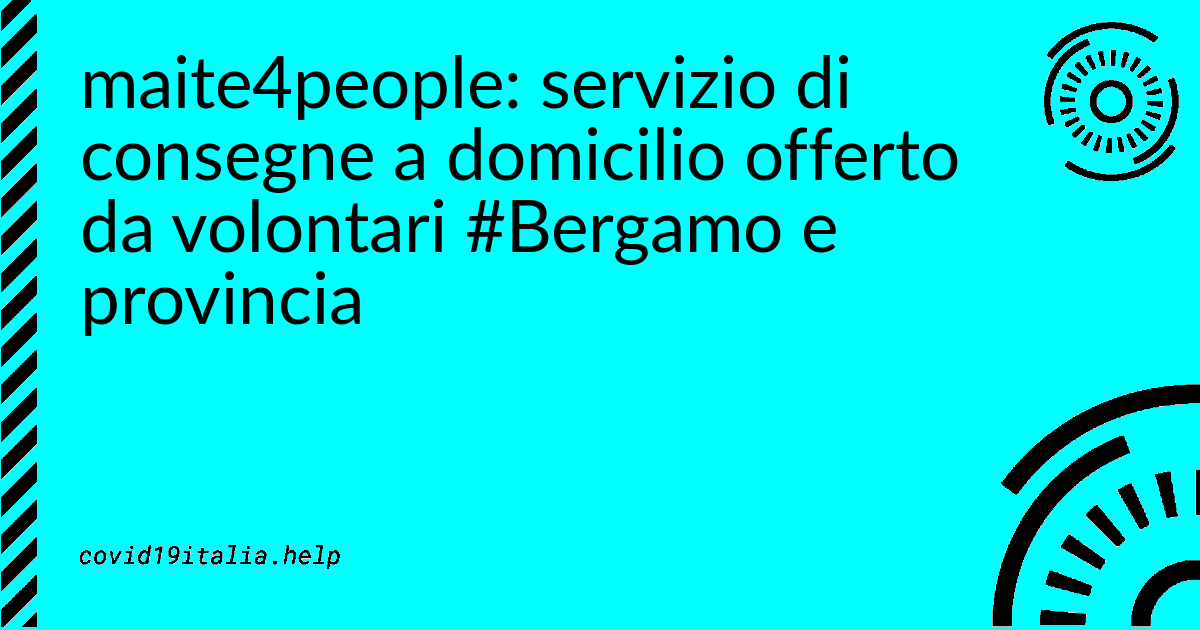 maite4people: servizio di
consegne a domicilio offerto
da volontari #Bergamo e
provincia
covid19italia.help